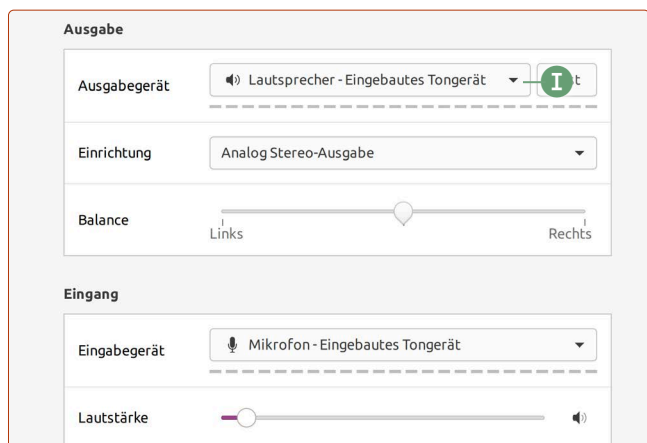 Ausgabe
Ausgabegerät
Lautsprecher - Eingebautes Tongerät
I
t
Einrichtung
Analog Stereo-Ausgabe
Balance
Links
Rechts
Eingang
Eingabegerät
Mikrofon - Eingebautes Tongerät
Lautstärke